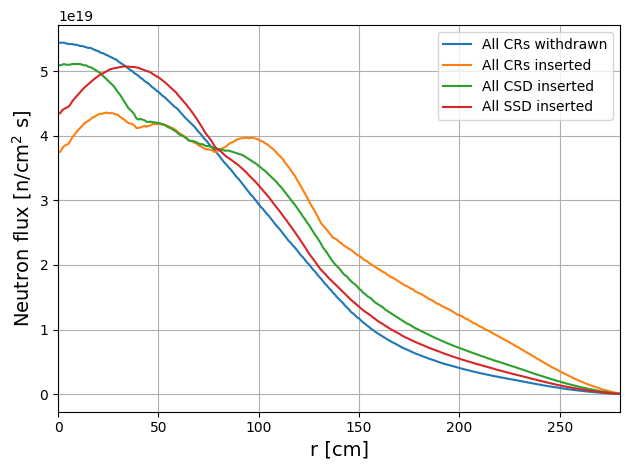 1e19
All CRs withdrawn
All CRs inserted
All CSD inserted
All SSD inserted
Neutron flux [n/cm² s]
5
4
3
2
1
0
0 50 100 150 200 250
r [cm]